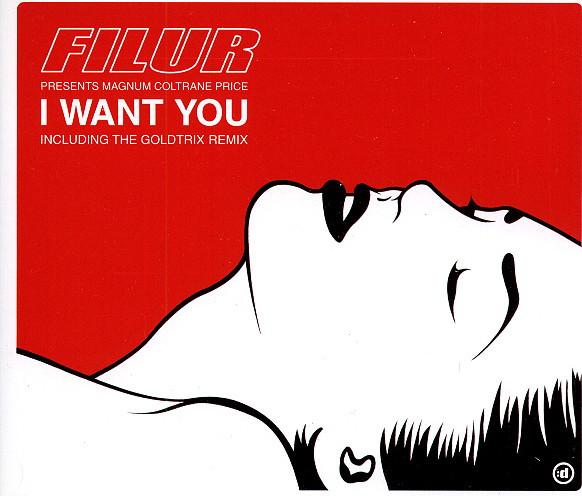 FILUR
PRESENTS MAGNUM COLTRANE PRICE
I WANT YOU
INCLUDING THE GOLDTRIX REMIX
:d